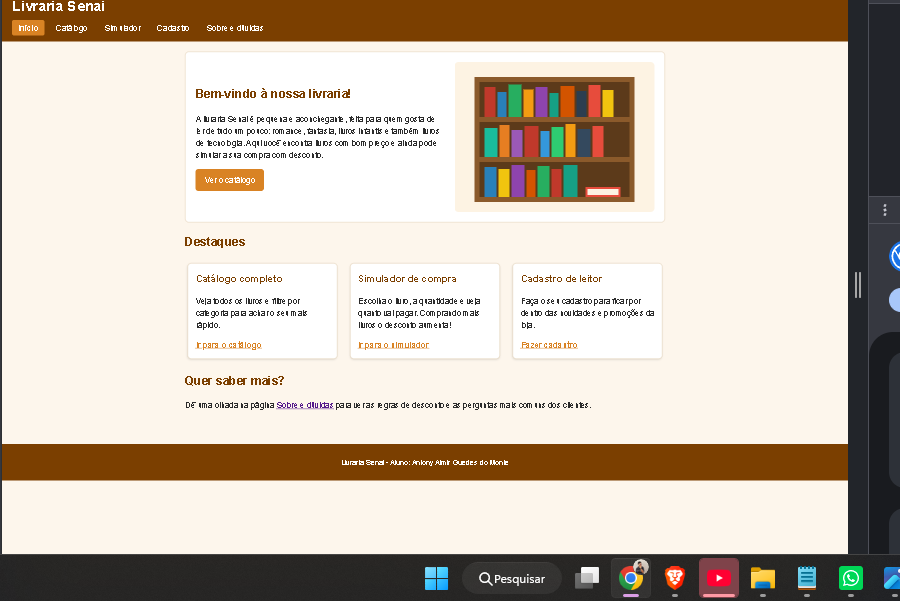 Livraria Senai
Início Catálogo Simulador Cadastro Sobre e dúvidas
Bem-vindo à nossa livraria!
A livraria Senai é pequena e aconchegante, feita para quem gosta de
ler de tudo um pouco: romance, fantasia, livros infantis e também livros
de tecnologia. Aqui você encontra livros com bom preço e ainda pode
simular a sua compra com desconto.
Ver o catálogo
Destaques
Catálogo completo
Veja todos os livros e filtre por
categoria para achar o seu mais
rápido.
Ir para o catálogo
Simulador de compra
Escolha o livro, a quantidade e veja
quanto vai pagar. Comprando mais
livros o desconto aumenta!
Ir para o simulador
Cadastro de leitor
Faça o seu cadastro para ficar por
dentro das novidades e promoções da
loja.
Fazer cadastro
Quer saber mais?
Dê uma olhada na página Sobre e dúvidas para ver as regras de desconto e as perguntas mais comuns dos clientes.
Livraria Senai - Aluno: Antony Almir Guedes do Monte
Pesquisar